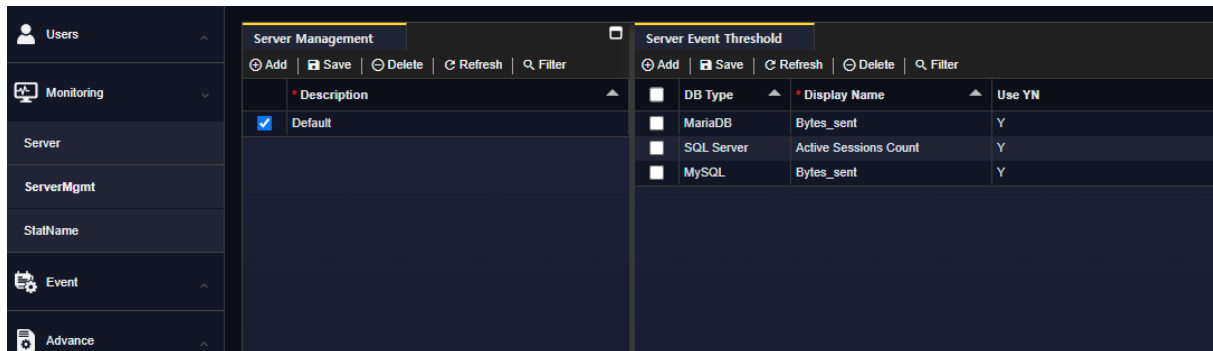 Users
Monitoring
Server
ServerMgmt
StatName
Event
Advance
Server Management
Add Save Delete Refresh Filter
* Description
Default
Server Event Threshold
Add Save Refresh Delete Filter
DB Type * Display Name Use YN
MariaDB Bytes_sent Y
SQL Server Active Sessions Count Y
MySQL Bytes_sent Y